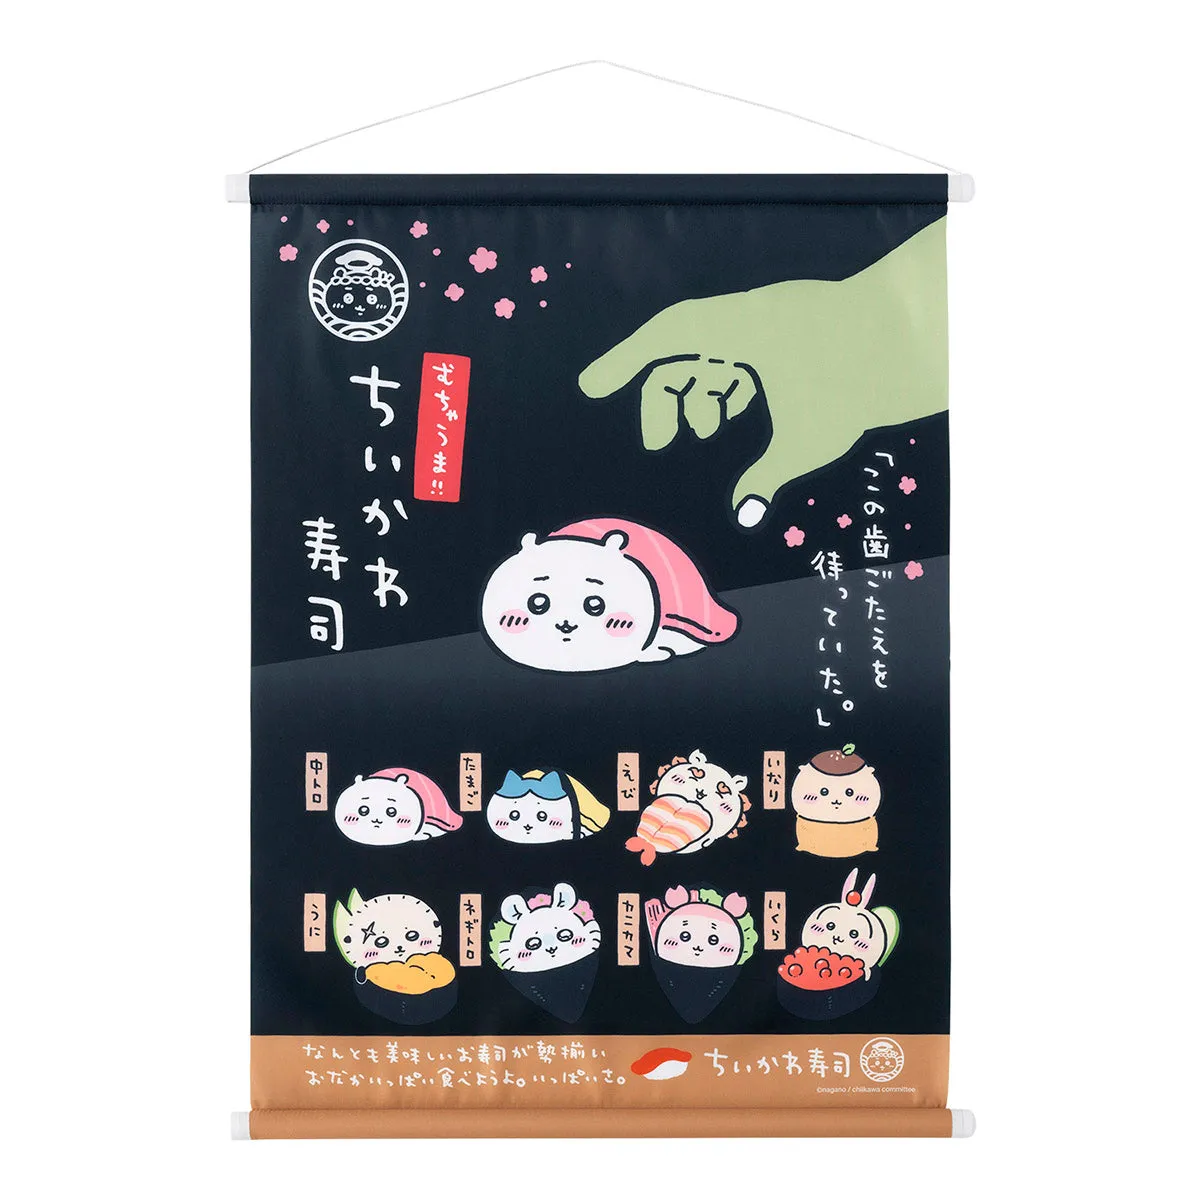 むちゃうま!!
ちいかわ
寿司
「この歯ごたえを
待っていた。」
中トロ
たまご
えび
いなり
うに
ネギトロ
カニカマ
いくら
なんとも美味しいお寿司が勢揃い
おなかいっぱい食べようよ。いっぱいさ。
ちいかわ寿司
©nagano / chiikawa committee